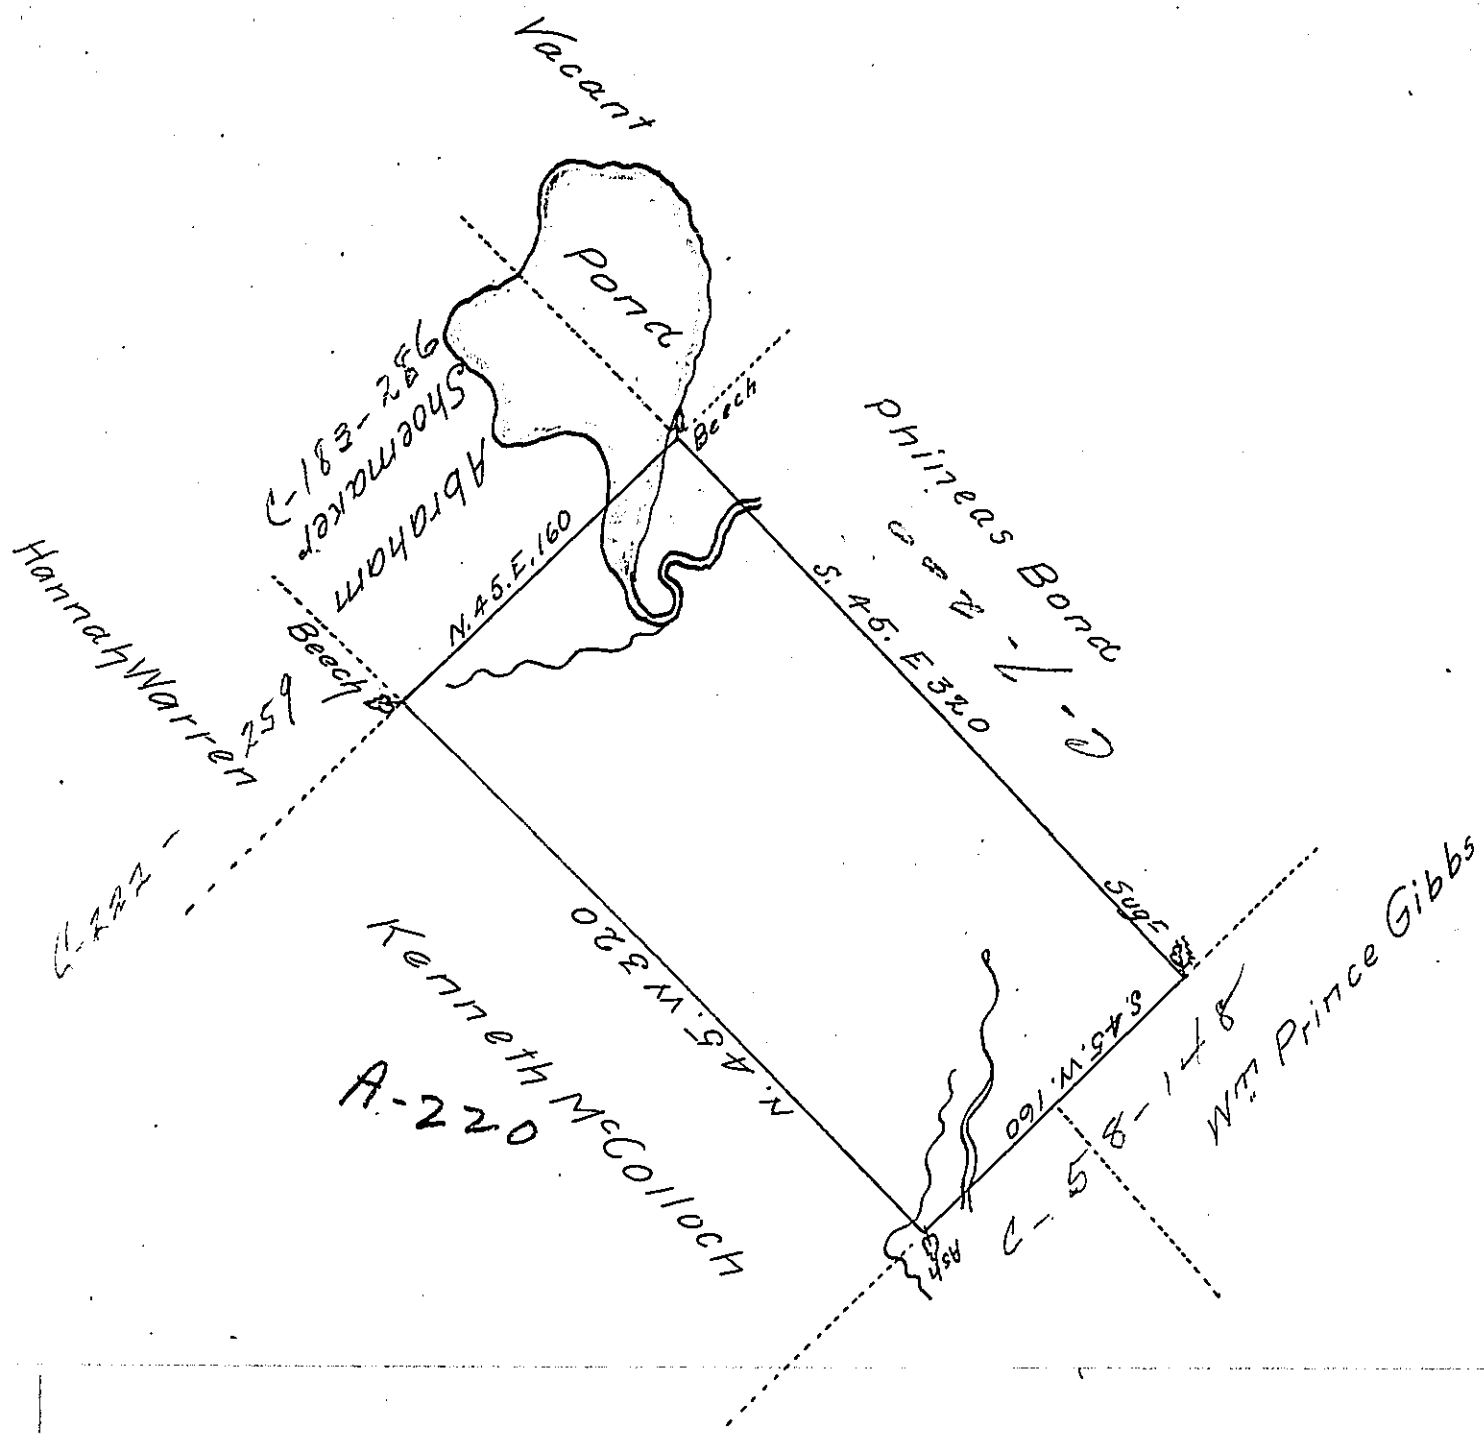 Vacant
Pond
Beech
C-183-286
Shoemaker
Abraham
N.45.E.160
Hannah Warren
C-222-259
Beech
Phineas Bond
S. 45. E 320
Kenneth McColloch
A.-220
N. 45. W 320
Sugr
S.45.W.160
C-58-148
Wm Prince Gibbs
Ash